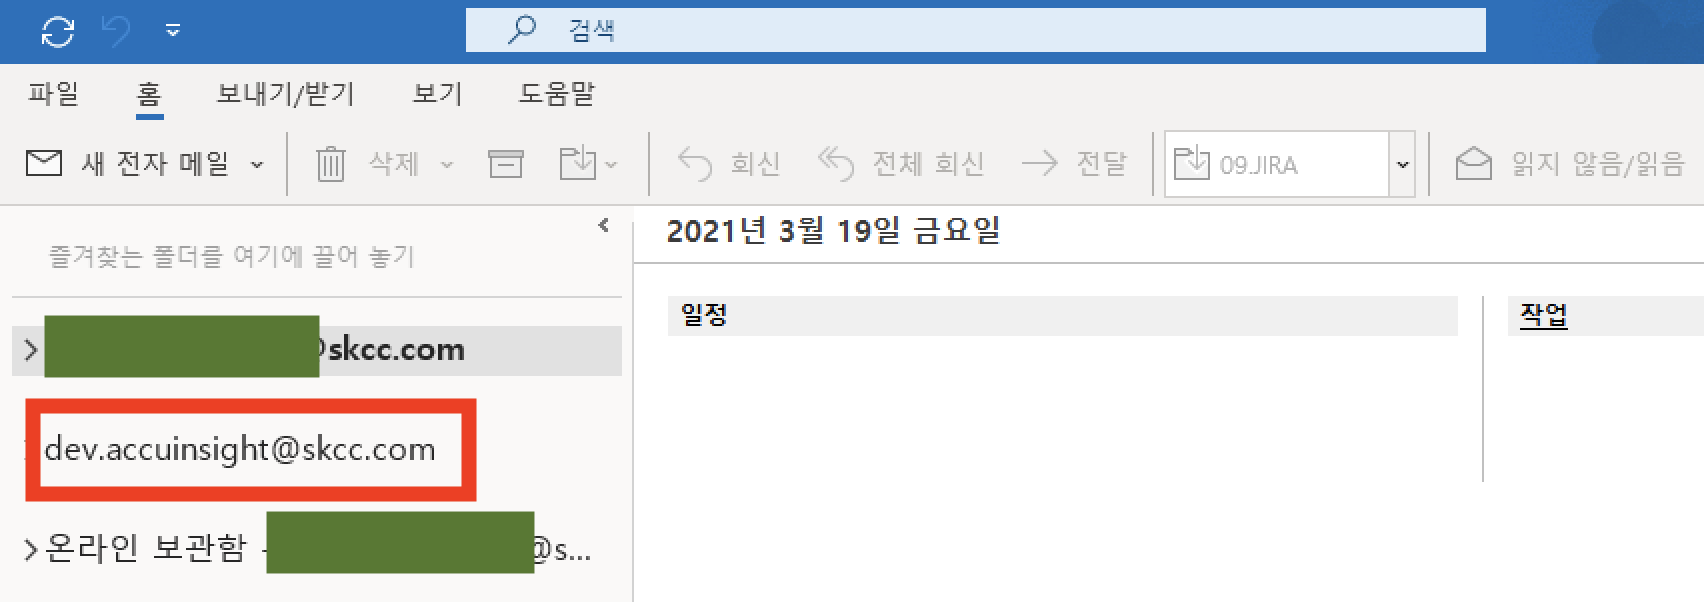 검색
파일 홈 보내기/받기 보기 도움말
새 전자 메일 삭제 회신 전체 회신 전달 09.JIRA 읽지 않음/읽음
즐겨찾는 폴더를 여기에 끌어 놓기
@skcc.com
dev.accuinsight@skcc.com
온라인 보관함 - @s...
2021년 3월 19일 금요일
일정
작업